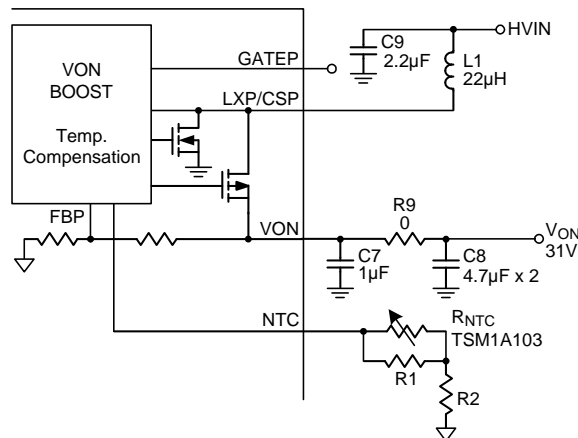 VON
BOOST
Temp.
Compensation
GATEP
LXP/CSP
C9
2.2µF
HVIN
L1
22µH
FBP
VON
R9
0
C7
1µF
C8
4.7µF x 2
VON
31V
NTC
RNTC
TSM1A103
R1
R2